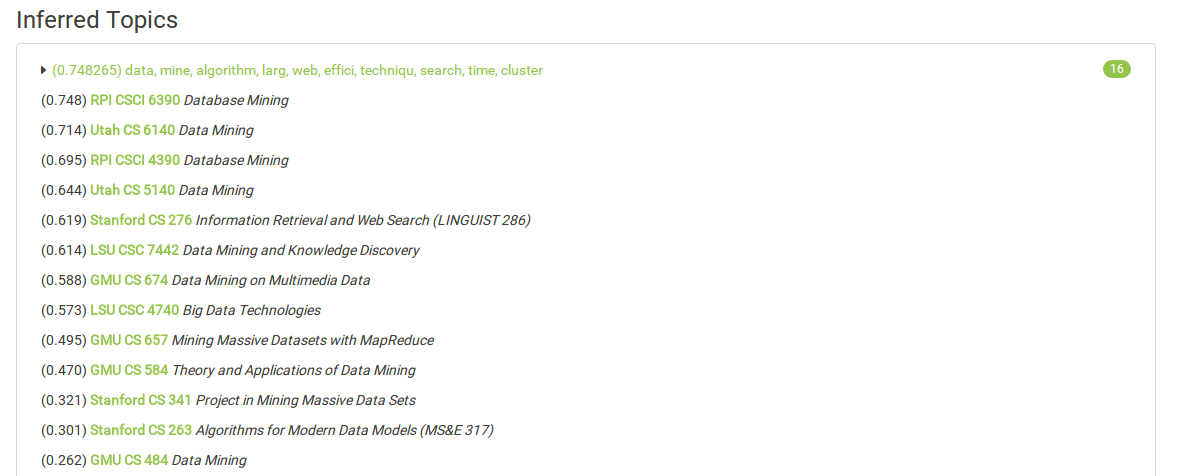 Inferred Topics
(0.748265) data, mine, algorithm, larg, web, effici, techniqu, search, time, cluster 16
(0.748) RPI CSCI 6390 Database Mining
(0.714) Utah CS 6140 Data Mining
(0.695) RPI CSCI 4390 Database Mining
(0.644) Utah CS 5140 Data Mining
(0.619) Stanford CS 276 Information Retrieval and Web Search (LINGUIST 286)
(0.614) LSU CSC 7442 Data Mining and Knowledge Discovery
(0.588) GMU CS 674 Data Mining on Multimedia Data
(0.573) LSU CSC 4740 Big Data Technologies
(0.495) GMU CS 657 Mining Massive Datasets with MapReduce
(0.470) GMU CS 584 Theory and Applications of Data Mining
(0.321) Stanford CS 341 Project in Mining Massive Data Sets
(0.301) Stanford CS 263 Algorithms for Modern Data Models (MS&E 317)
(0.262) GMU CS 484 Data Mining